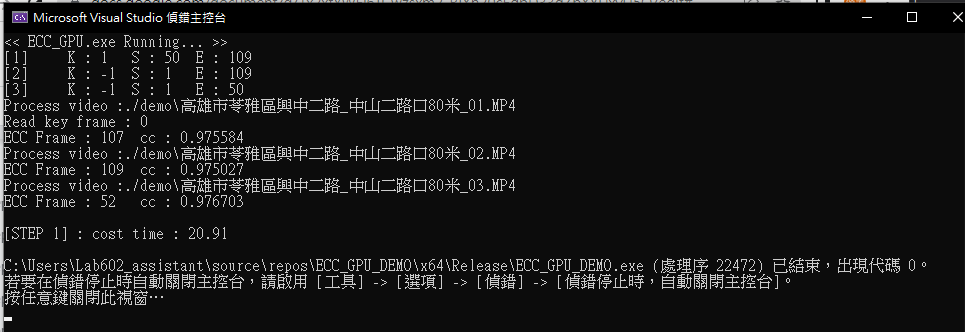 Microsoft Visual Studio 偵錯主控台
<< ECC_GPU.exe Running... >>
[1] K : 1 S : 50 E : 109
[2] K : -1 S : 1 E : 109
[3] K : -1 S : 1 E : 50
Process video :./demo\高雄市苓雅區興中二路_中山二路口80米_01.MP4
Read key frame : 0
ECC Frame : 107 cc : 0.975584
Process video :./demo\高雄市苓雅區興中二路_中山二路口80米_02.MP4
ECC Frame : 109 cc : 0.975027
Process video :./demo\高雄市苓雅區興中二路_中山二路口80米_03.MP4
ECC Frame : 52 cc : 0.976703
[STEP 1] : cost time : 20.91
C:\Users\Lab602_assistant\source\repos\ECC_GPU_DEMO\x64\Release\ECC_GPU_DEMO.exe (處理序 22472) 已結束，出現代碼 0。
若要在偵錯停止時自動關閉主控台，請啟用 [工具] -> [選項] -> [偵錯] -> [偵錯停止時，自動關閉主控台]。
按任意鍵關閉此視窗…